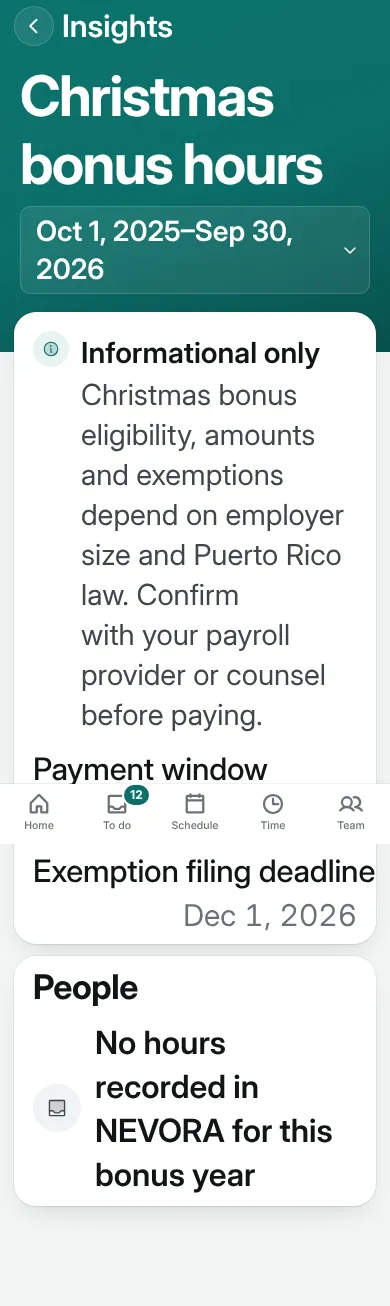 Insights
Christmas
bonus hours
Oct 1, 2025–Sep 30,
2026
Informational only
Christmas bonus
eligibility, amounts
and exemptions
depend on employer
size and Puerto Rico
law. Confirm
with your payroll
provider or counsel
before paying.
Payment window
12
Home
To do
Schedule
Time
Team
Exemption filing deadline
Dec 1, 2026
People
No hours
recorded in
NEVORA for this
bonus year